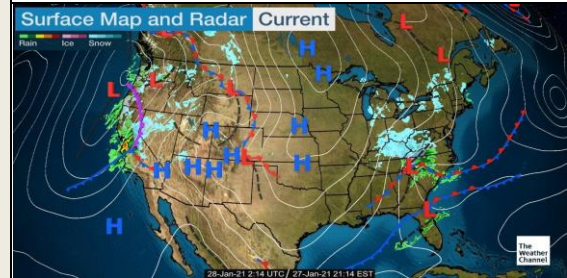 Surface Map and Radar Current
Rain Ice Snow
H
L
H
L
L
L
H
L
H
H
H
L
H
H
H
H
L
L
H
28-Jan-21 2:14 UTC / 27-Jan-21 21:14 EST
The
Weather
Channel